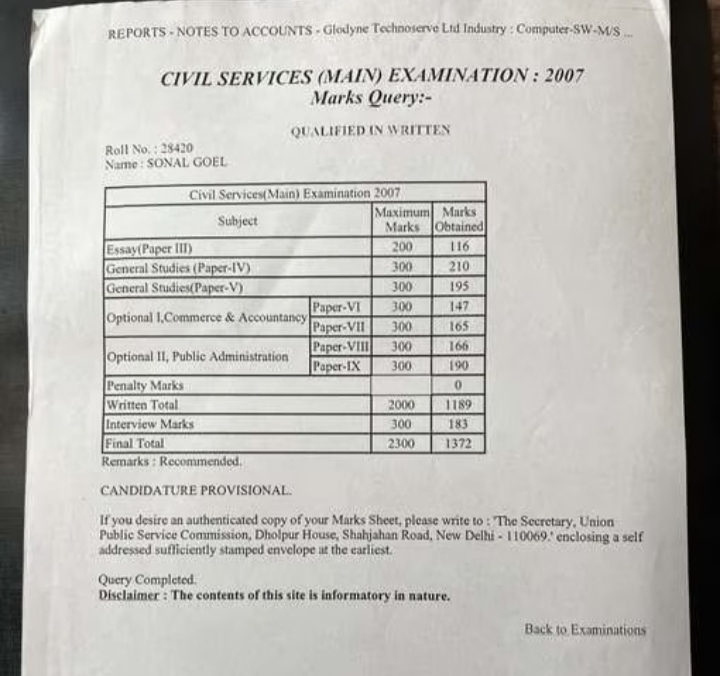 REPORTS - NOTES TO ACCOUNTS - Glodyne Technoserve Ltd Industry : Computer-SW-M/S ...
CIVIL SERVICES (MAIN) EXAMINATION : 2007
Marks Query:-
QUALIFIED IN WRITTEN
Roll No. : 28420
Name : SONAL GOEL
Civil Services(Main) Examination 2007
Subject Maximum Marks Marks Obtained
Essay(Paper III) 200 116
General Studies (Paper-IV) 300 210
General Studies(Paper-V) 300 195
Optional I,Commerce & Accountancy Paper-VI 300 147
Paper-VII 300 165
Optional II, Public Administration Paper-VIII 300 166
Paper-IX 300 190
Penalty Marks 0
Written Total 2000 1189
Interview Marks 300 183
Final Total 2300 1372
Remarks : Recommended.
CANDIDATURE PROVISIONAL.
If you desire an authenticated copy of your Marks Sheet, please write to : 'The Secretary, Union
Public Service Commission, Dholpur House, Shahjahan Road, New Delhi - 110069.' enclosing a self
addressed sufficiently stamped envelope at the earliest.
Query Completed.
Disclaimer : The contents of this site is informatory in nature.
Back to Examinations